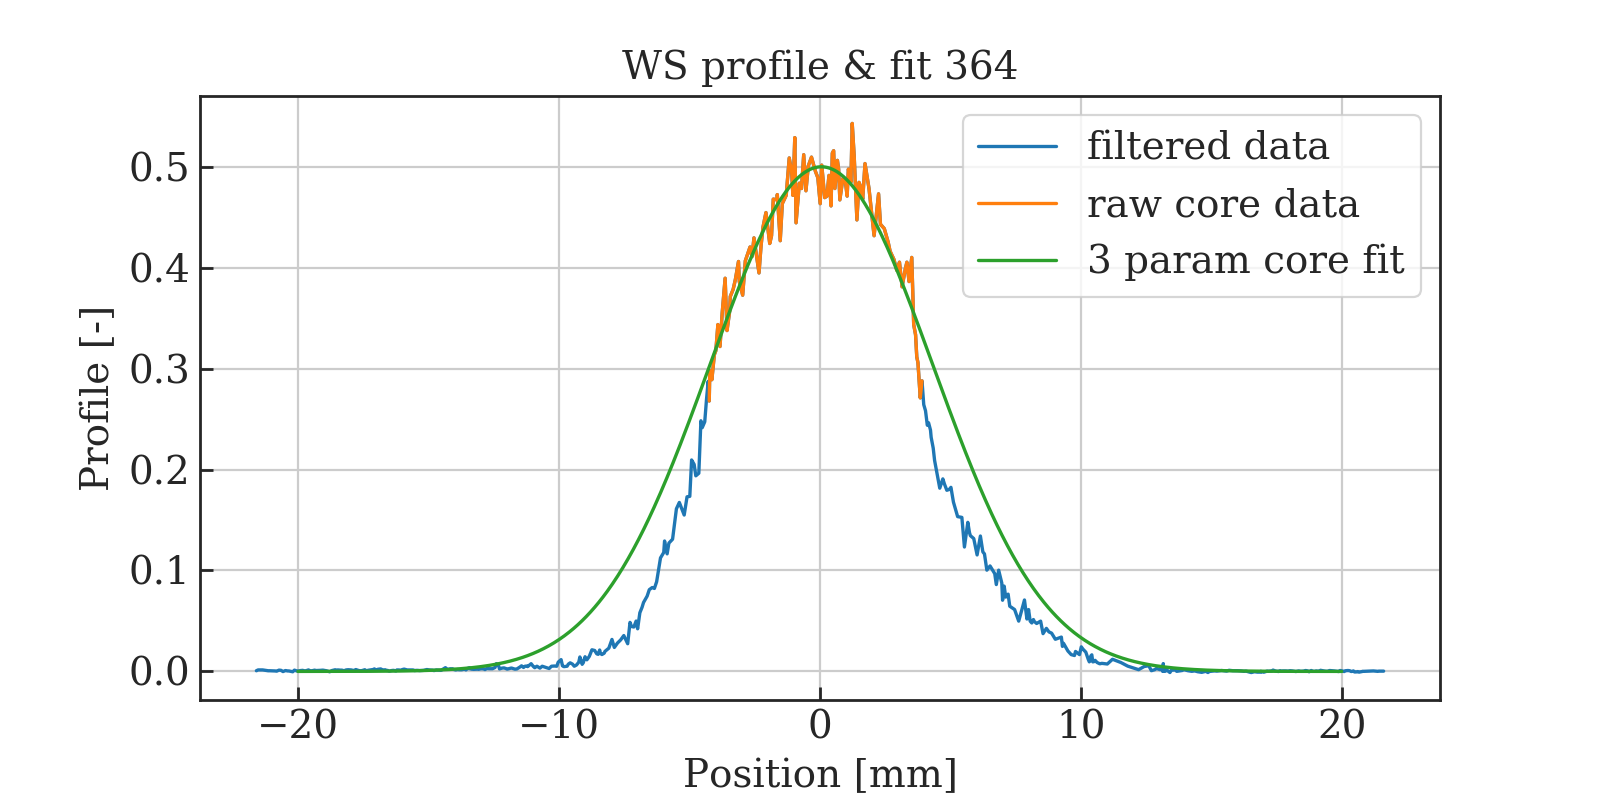 WS profile & fit 364
filtered data
raw core data
3 param core fit
Profile [-]
0.5
0.4
0.3
0.2
0.1
0.0
−20 −10 0 10 20
Position [mm]